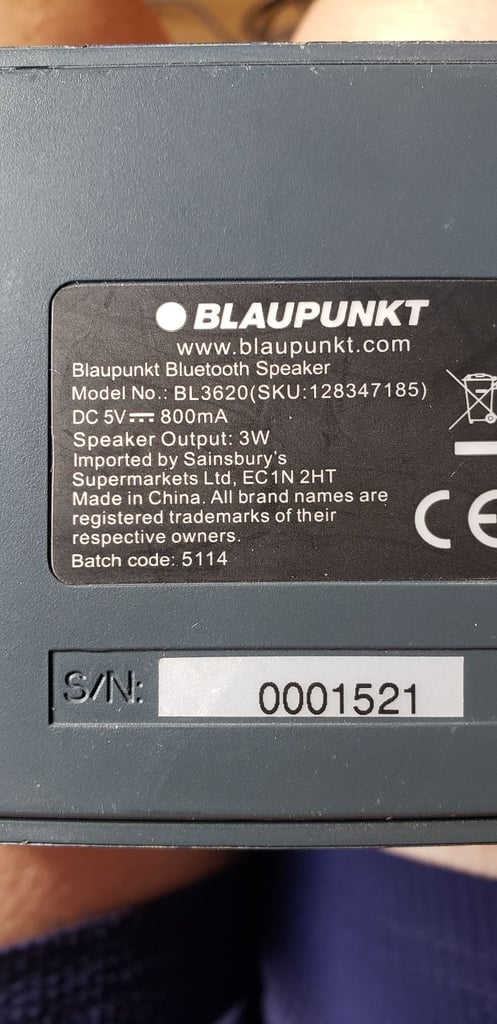 BLAUPUNKT
www.blaupunkt.com
Blaupunkt Bluetooth Speaker
Model No.: BL3620(SKU:128347185)
DC 5V⎓800mA
Speaker Output: 3W
Imported by Sainsbury's
Supermarkets Ltd, EC1N 2HT
Made in China. All brand names are
registered trademarks of their
respective owners.
Batch code: 5114
CE
S/N: 0001521